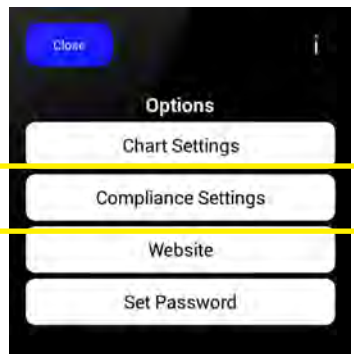 Close
i
Options
Chart Settings
Compliance Settings
Website
Set Password